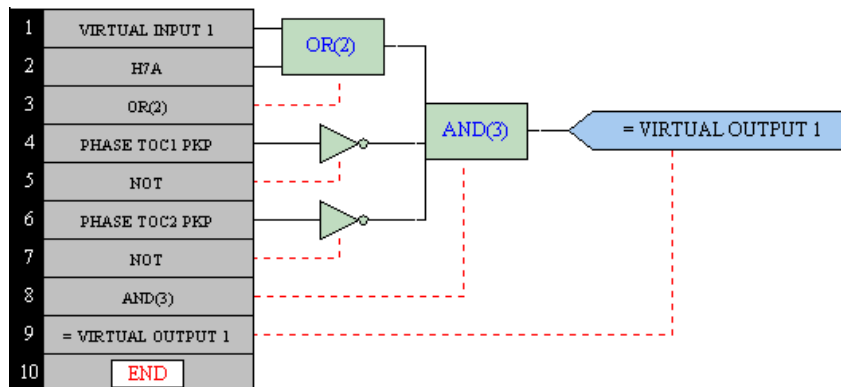 1 VIRTUAL INPUT 1
2 H7A
3 OR(2)
4 PHASE TOC1 PKP
5 NOT
6 PHASE TOC2 PKP
7 NOT
8 AND(3)
9 = VIRTUAL OUTPUT 1
10 END
OR(2)
AND(3)
= VIRTUAL OUTPUT 1